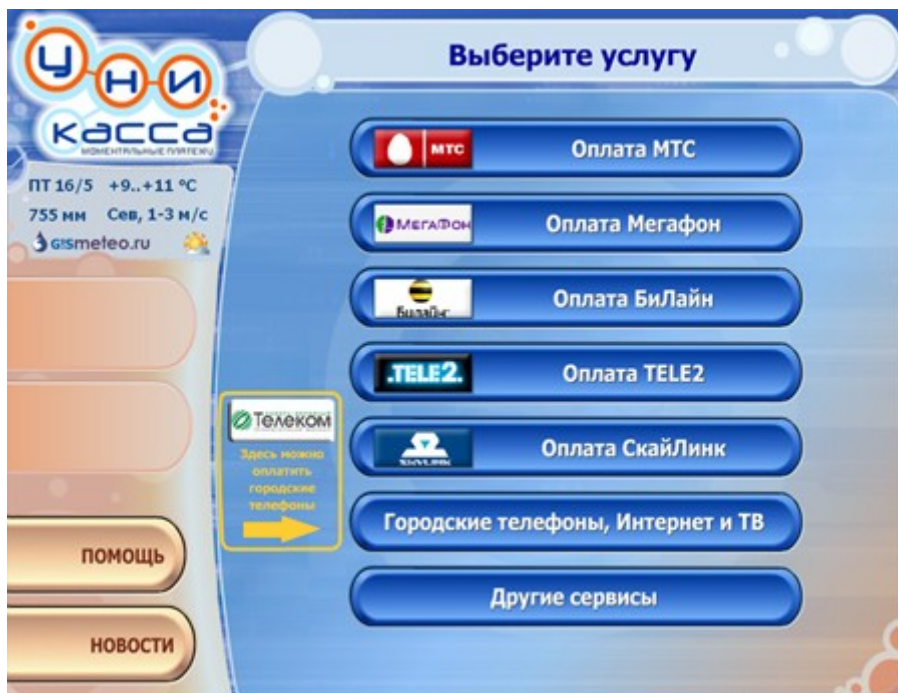 Уни
касса
МОМЕНТАЛЬНЫЕ ПЛАТЕЖИ
ПТ 16/5 +9..+11 °C
755 мм Сев, 1-3 м/с
GISmeteo.ru
Выберите услугу
МТС
Оплата МТС
МЕГАФОН
Оплата Мегафон
Билайн
Оплата БиЛайн
.TELE2.
Оплата TELE2
SKYLINK
Оплата СкайЛинк
Телеком
Здесь можно
оплатить
городские
телефоны
Городские телефоны, Интернет и ТВ
Другие сервисы
ПОМОЩЬ
НОВОСТИ